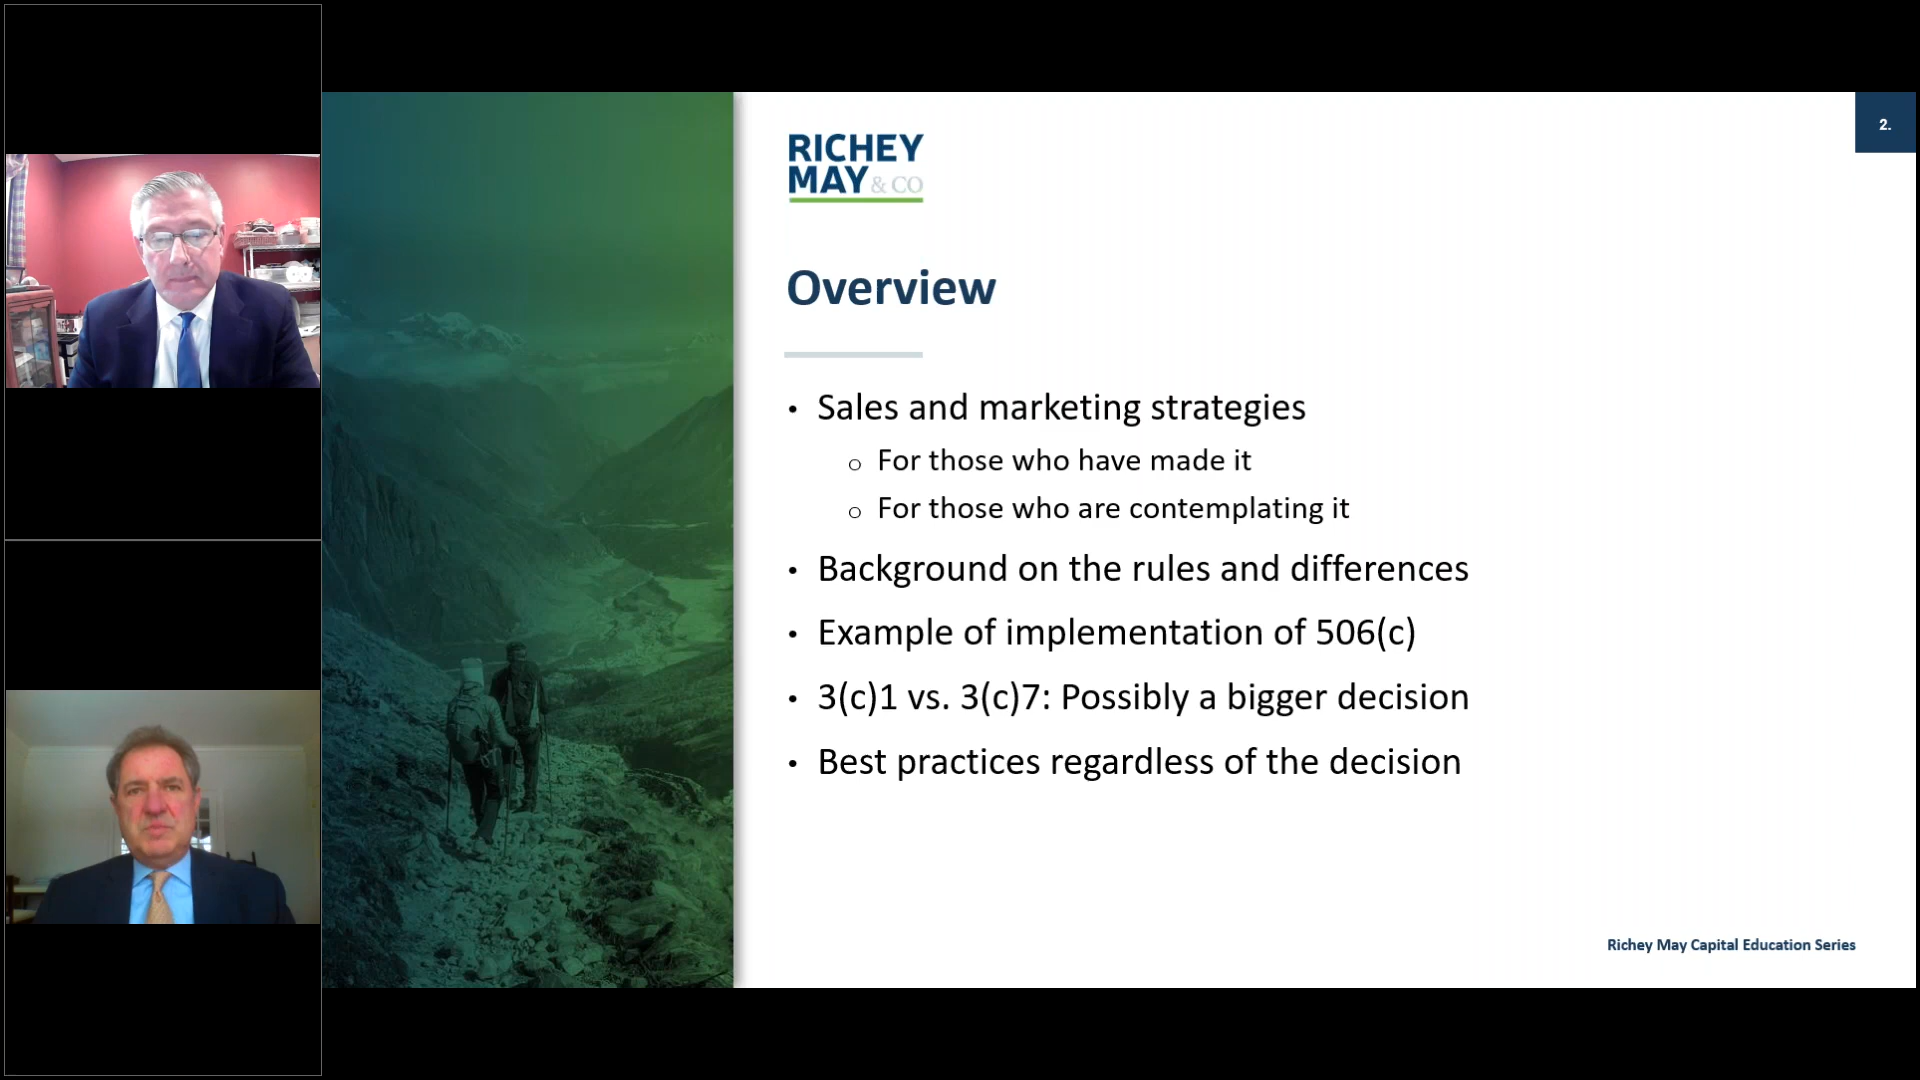 2.
RICHEY
MAY & CO
Overview
• Sales and marketing strategies
o For those who have made it
o For those who are contemplating it
• Background on the rules and differences
• Example of implementation of 506(c)
• 3(c)1 vs. 3(c)7: Possibly a bigger decision
• Best practices regardless of the decision
Richey May Capital Education Series